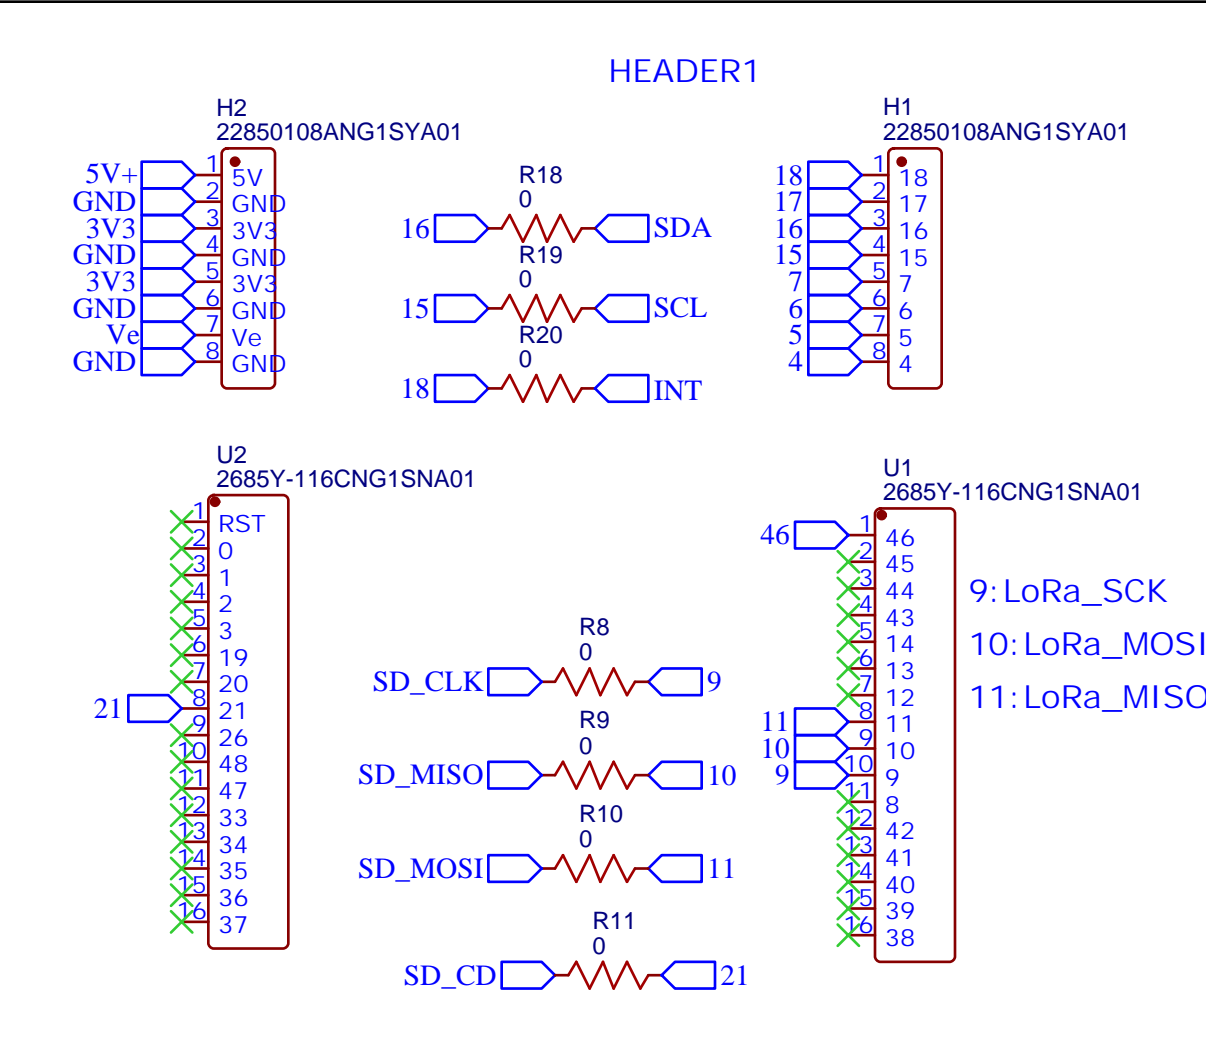 HEADER1
H2
22850108ANG1SYA01
5V+ 1 5V
GND 2 GND
3V3 3 3V3
GND 4 GND
3V3 5 3V3
GND 6 GND
Ve 7 Ve
GND 8 GND
R18
0
16 SDA
R19
0
15 SCL
R20
0
18 INT
H1
22850108ANG1SYA01
18 1 18
17 2 17
16 3 16
15 4 15
7 5 7
6 6 6
5 7 5
4 8 4
U2
2685Y-116CNG1SNA01
1 RST
2 0
3 1
4 2
5 3
6 19
7 20
21 8 21
9 26
10 48
11 47
12 33
13 34
14 35
15 36
16 37
R8
0
SD_CLK 9
R9
0
SD_MISO 10
R10
0
SD_MOSI 11
R11
0
SD_CD 21
U1
2685Y-116CNG1SNA01
46 1 46
2 45
3 44
4 43
5 14
6 13
7 12
11 8 11
10 9 10
9 10 9
11 8
12 42
13 41
14 40
15 39
16 38
9:LoRa_SCK
10:LoRa_MOSI
11:LoRa_MISO